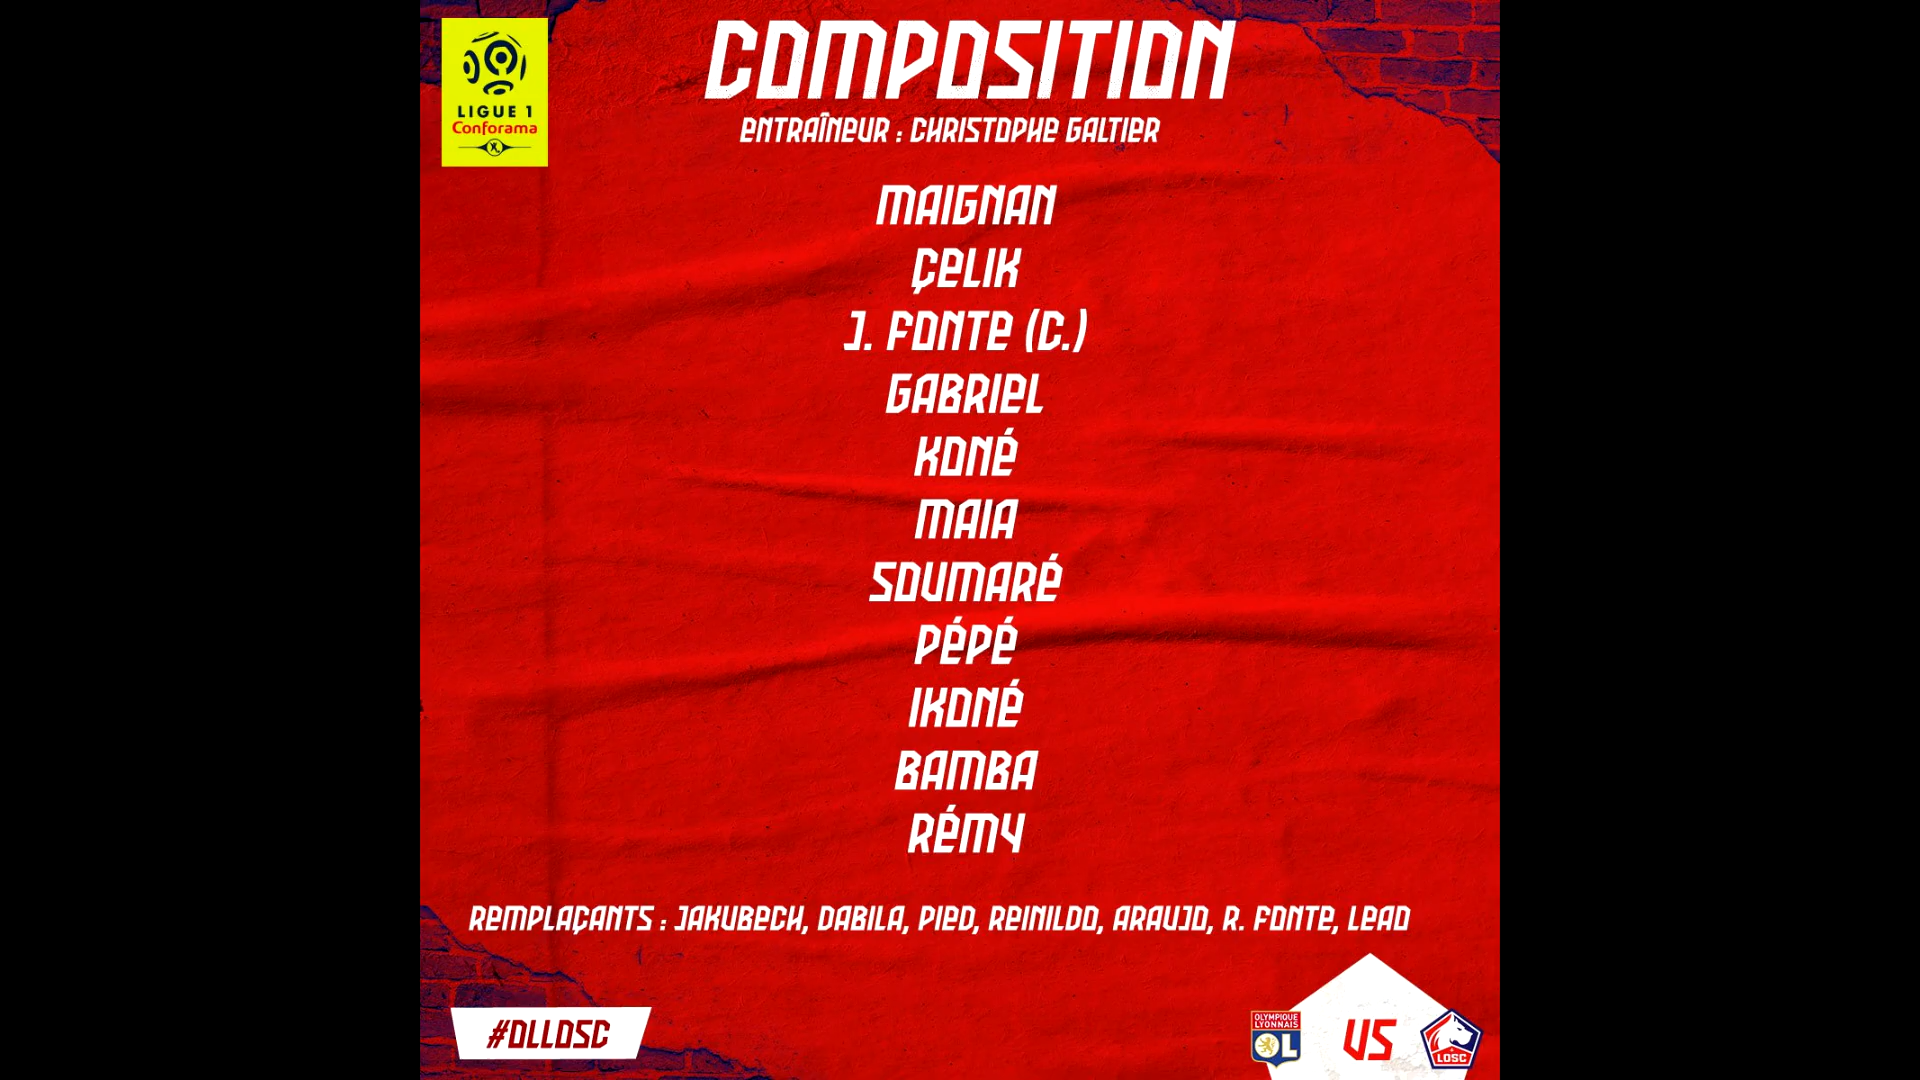 LIGUE 1
Conforama
COMPOSITION
ENTRAÎNEUR : CHRISTOPHE GALTIER
MAIGNAN
ÇELIK
J. FONTE (C.)
GABRIEL
KONÉ
MAIA
SOUMARÉ
PÉPÉ
IKONÉ
BAMBA
RÉMY
REMPLAÇANTS : JAKUBECH, DABILA, PIED, REINILDO, ARAUJO, R. FONTE, LEAO
#OLLOSC
OLYMPIQUE
LYONNAIS
OL
VS
LOSC